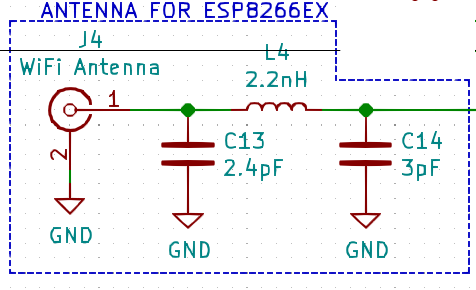 ANTENNA FOR ESP8266EX
J4
WiFi Antenna
1
2
GND
L4
2.2nH
C13
2.4pF
GND
C14
3pF
GND